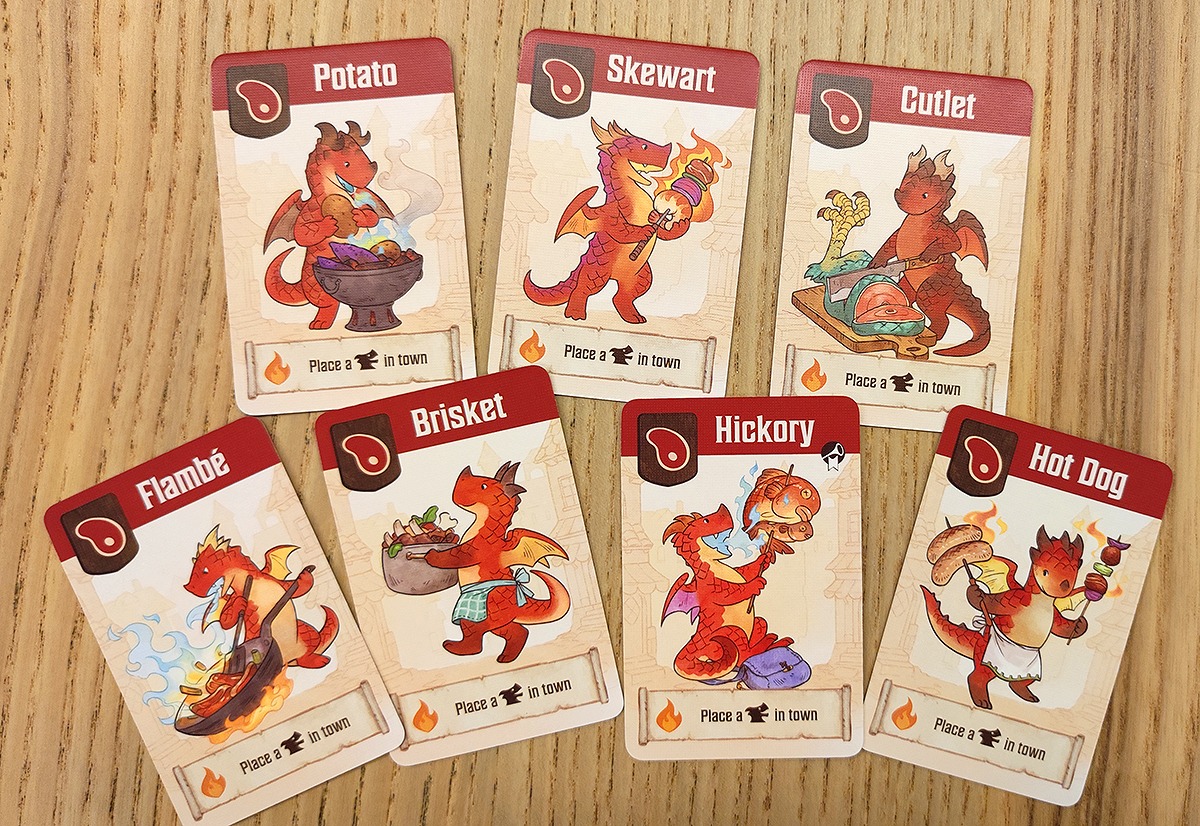 Potato
Place a in town
Skewart
Place a in town
Cutlet
Place a in town
Flambé
Place a in town
Brisket
Place a in town
Hickory
Place a in town
Hot Dog
Place a in town